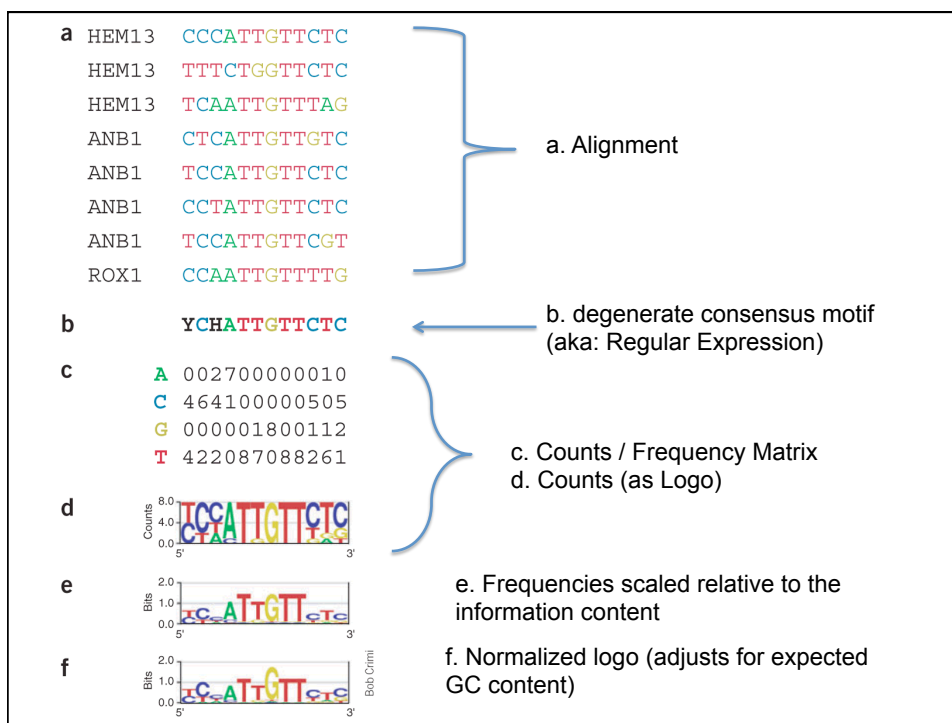 a HEM13 CCCATTGTTCTC
HEM13 TTTCTGGTTCTC
HEM13 TCAATTGTTTAG
ANB1 CTCATTGTTGTC
ANB1 TCCATTGTTCTC
ANB1 CCTATTGTTCTC
ANB1 TCCATTGTTCGT
ROX1 CCAATTGTTTTG
a. Alignment
b YCHATTGTTCTC
b. degenerate consensus motif
(aka: Regular Expression)
c A 002700000010
C 464100000505
G 000001800112
T 422087088261
c. Counts / Frequency Matrix
d. Counts (as Logo)
d Counts 8.0 4.0 0.0
5' 3'
e Bits 2.0 1.0 0.0
5' 3'
e. Frequencies scaled relative to the
information content
f Bits 2.0 1.0 0.0
5' 3'
Bob Crimi
f. Normalized logo (adjusts for expected
GC content)